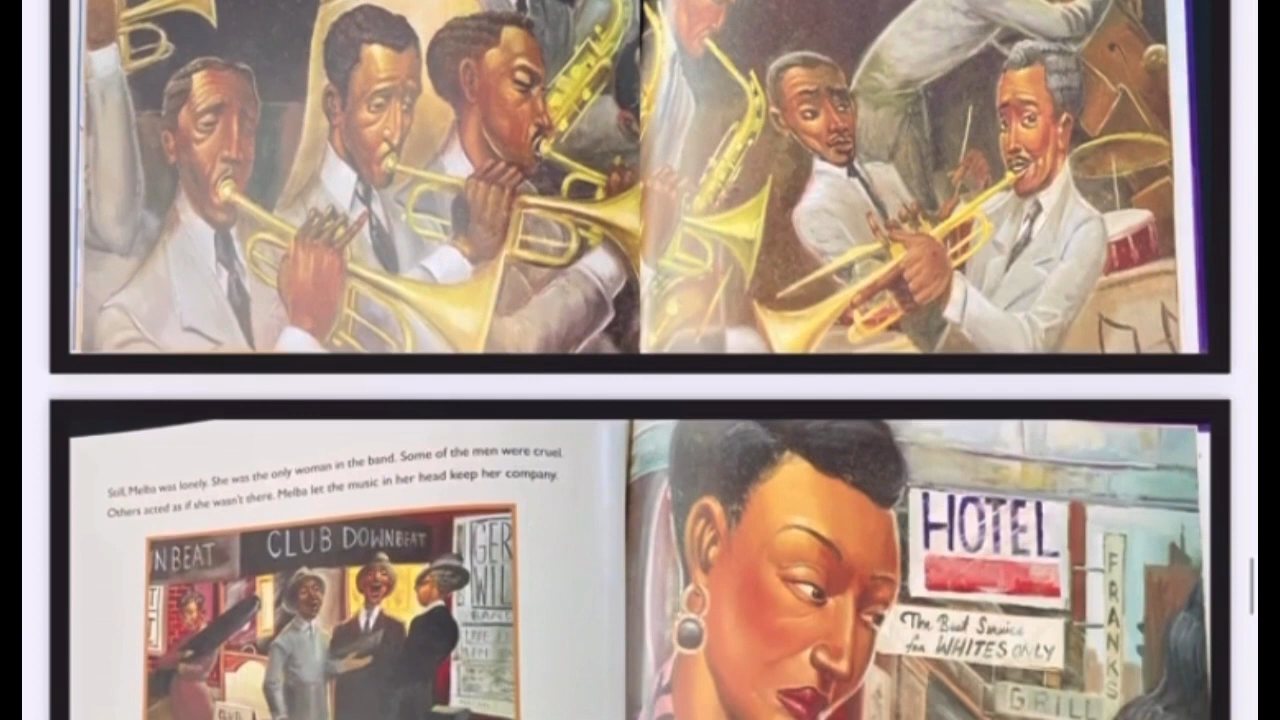 Still, Melba was lonely. She was the only woman in the band. Some of the men were cruel.
Others acted as if she wasn't there. Melba let the music in her head keep her company.
NBEAT
CLUB DOWNBEAT
GER
WIL
HOTEL
The Best Service
for WHITES ONLY
FRANKS
GRILL